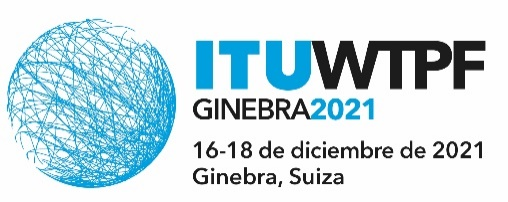 ITUWTPF
GINEBRA2021
16-18 de diciembre de 2021
Ginebra, Suiza